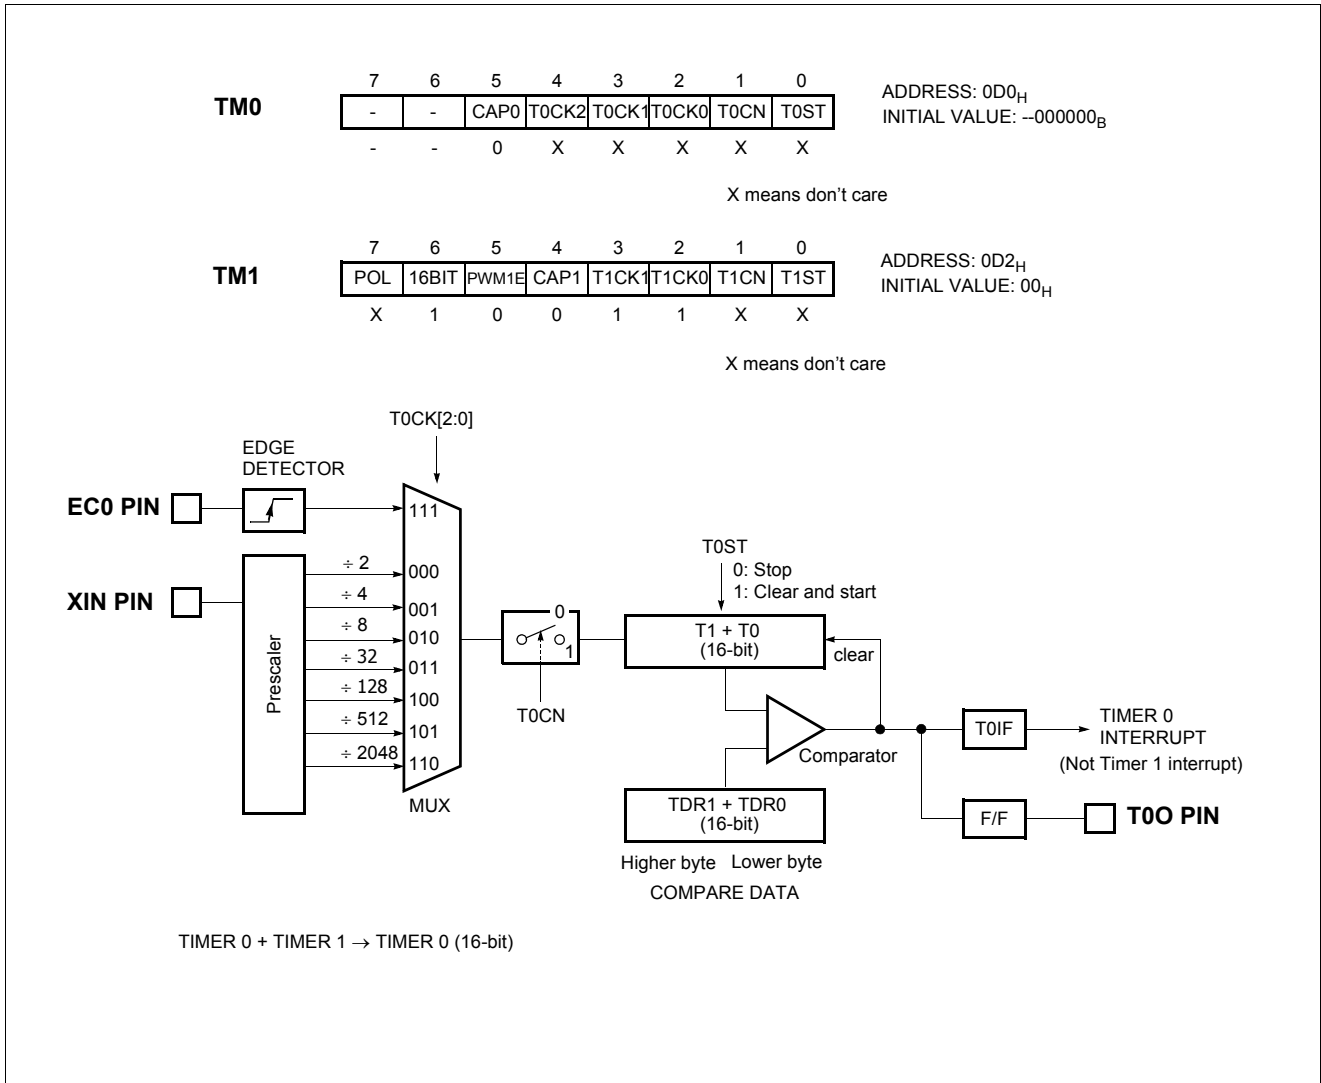 7 6 5 4 3 2 1 0
TM0
- - CAP0 T0CK2 T0CK1 T0CK0 T0CN T0ST
- - 0 X X X X X
ADDRESS: 0D0H
INITIAL VALUE: --000000B
X means don't care
7 6 5 4 3 2 1 0
TM1
POL 16BIT PWM1E CAP1 T1CK1 T1CK0 T1CN T1ST
X 1 0 0 1 1 X X
ADDRESS: 0D2H
INITIAL VALUE: 00H
X means don't care
T0CK[2:0]
EDGE
DETECTOR
EC0 PIN
111
XIN PIN
Prescaler
÷ 2
000
÷ 4
001
÷ 8
010
÷ 32
011
÷ 128
100
÷ 512
101
÷ 2048
110
MUX
0
1
T0CN
T0ST
0: Stop
1: Clear and start
T1 + T0
(16-bit)
clear
Comparator
TDR1 + TDR0
(16-bit)
Higher byte Lower byte
COMPARE DATA
T0IF
TIMER 0
INTERRUPT
(Not Timer 1 interrupt)
F/F
T0O PIN
TIMER 0 + TIMER 1 → TIMER 0 (16-bit)